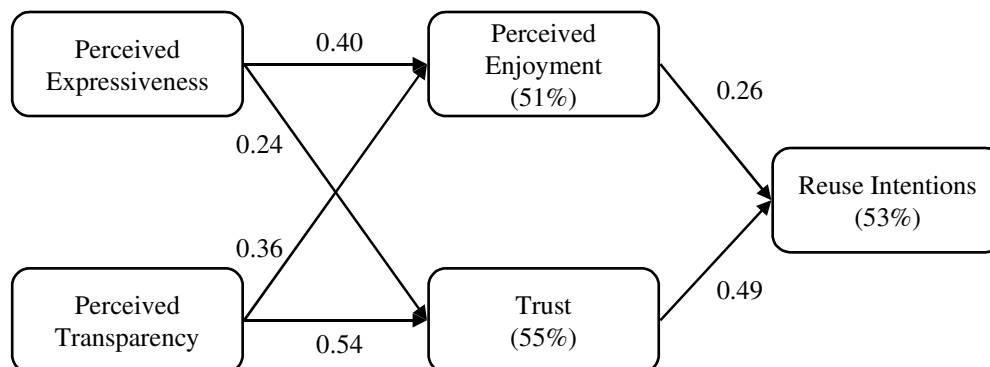 Perceived
Expressiveness
0.40
Perceived
Enjoyment
(51%)
0.26
0.24
Reuse Intentions
(53%)
0.36
0.49
Perceived
Transparency
0.54
Trust
(55%)